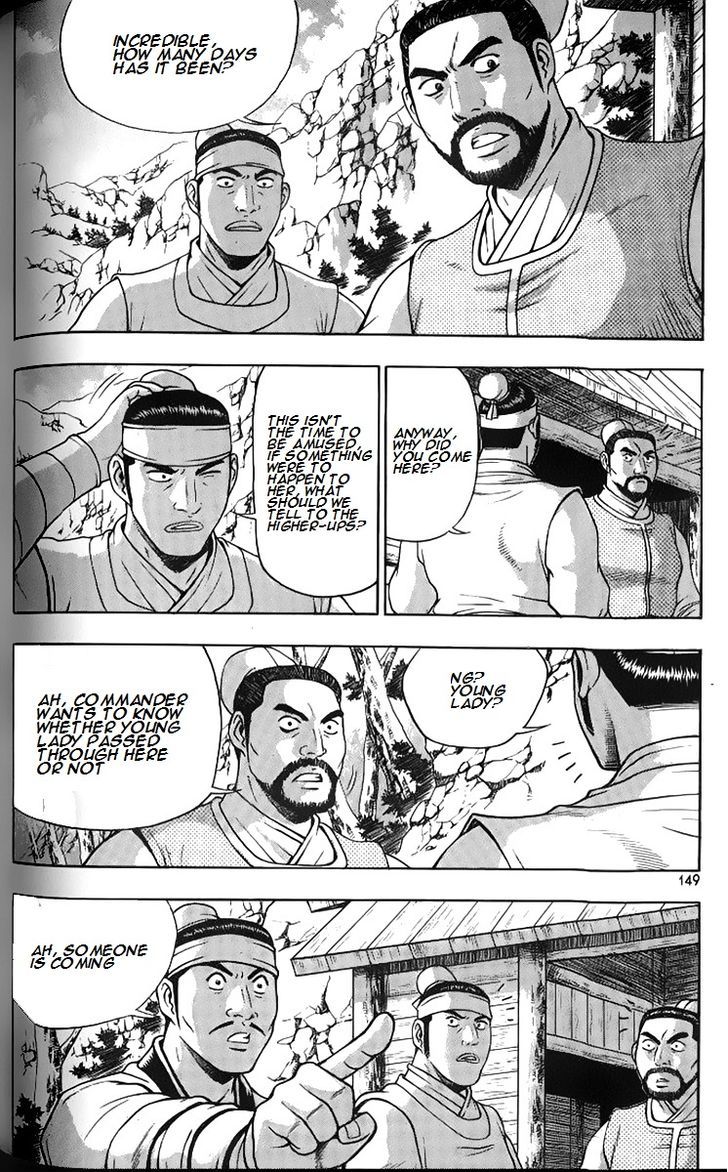 INCREDIBLE,
HOW MANY DAYS
HAS IT BEEN?
THIS ISN'T
THE TIME TO
BE AMUSED.
IF SOMETHING
WERE TO
HAPPEN TO
HER, WHAT
SHOULD WE
TELL TO THE
HIGHER-UPS?
ANYWAY,
WHY DID
YOU COME
HERE?
AH, COMMANDER
WANTS TO KNOW
WHETHER YOUNG
LADY PASSED
THROUGH HERE
OR NOT
NG?
YOUNG
LADY?
149
AH, SOMEONE
IS COMING